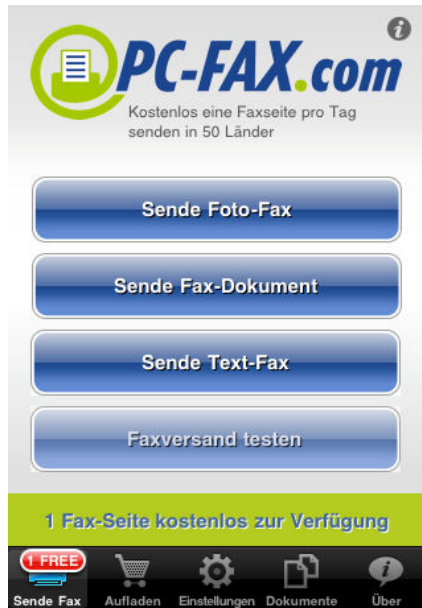 PC-FAX.com
Kostenlos eine Faxseite pro Tag
senden in 50 Länder
Sende Foto-Fax
Sende Fax-Dokument
Sende Text-Fax
Faxversand testen
1 Fax-Seite kostenlos zur Verfügung
1 FREE
Sende Fax Aufladen Einstellungen Dokumente Über